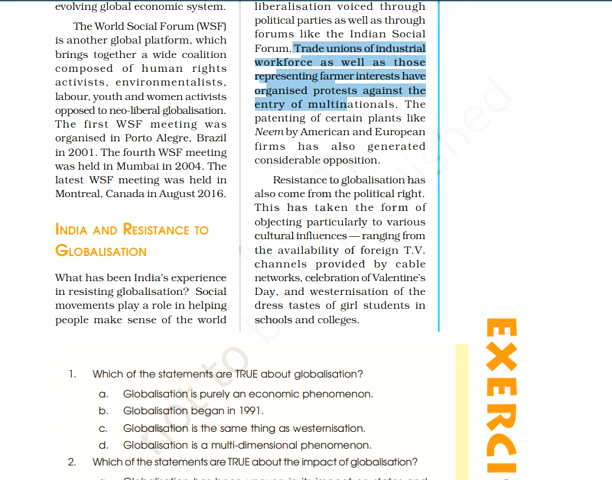 evolving global economic system.
The World Social Forum (WSF)
is another global platform, which
brings together a wide coalition
composed of human rights
activists, environmentalists,
labour, youth and women activists
opposed to neo-liberal globalisation.
The first WSF meeting was
organised in Porto Alegre, Brazil
in 2001. The fourth WSF meeting
was held in Mumbai in 2004. The
latest WSF meeting was held in
Montreal, Canada in August 2016.
INDIA AND RESISTANCE TO
GLOBALISATION
What has been India's experience
in resisting globalisation? Social
movements play a role in helping
people make sense of the world
liberalisation voiced through
political parties as well as through
forums like the Indian Social
Forum. Trade unions of industrial
workforce as well as those
representing farmer interests have
organised protests against the
entry of multinationals. The
patenting of certain plants like
Neem by American and European
firms has also generated
considerable opposition.
Resistance to globalisation has
also come from the political right.
This has taken the form of
objecting particularly to various
cultural influences — ranging from
the availability of foreign T.V.
channels provided by cable
networks, celebration of Valentine's
Day, and westernisation of the
dress tastes of girl students in
schools and colleges.
EXERCI
1. Which of the statements are TRUE about globalisation?
a. Globalisation is purely an economic phenomenon.
b. Globalisation began in 1991.
c. Globalisation is the same thing as westernisation.
d. Globalisation is a multi-dimensional phenomenon.
2. Which of the statements are TRUE about the impact of globalisation?
not to